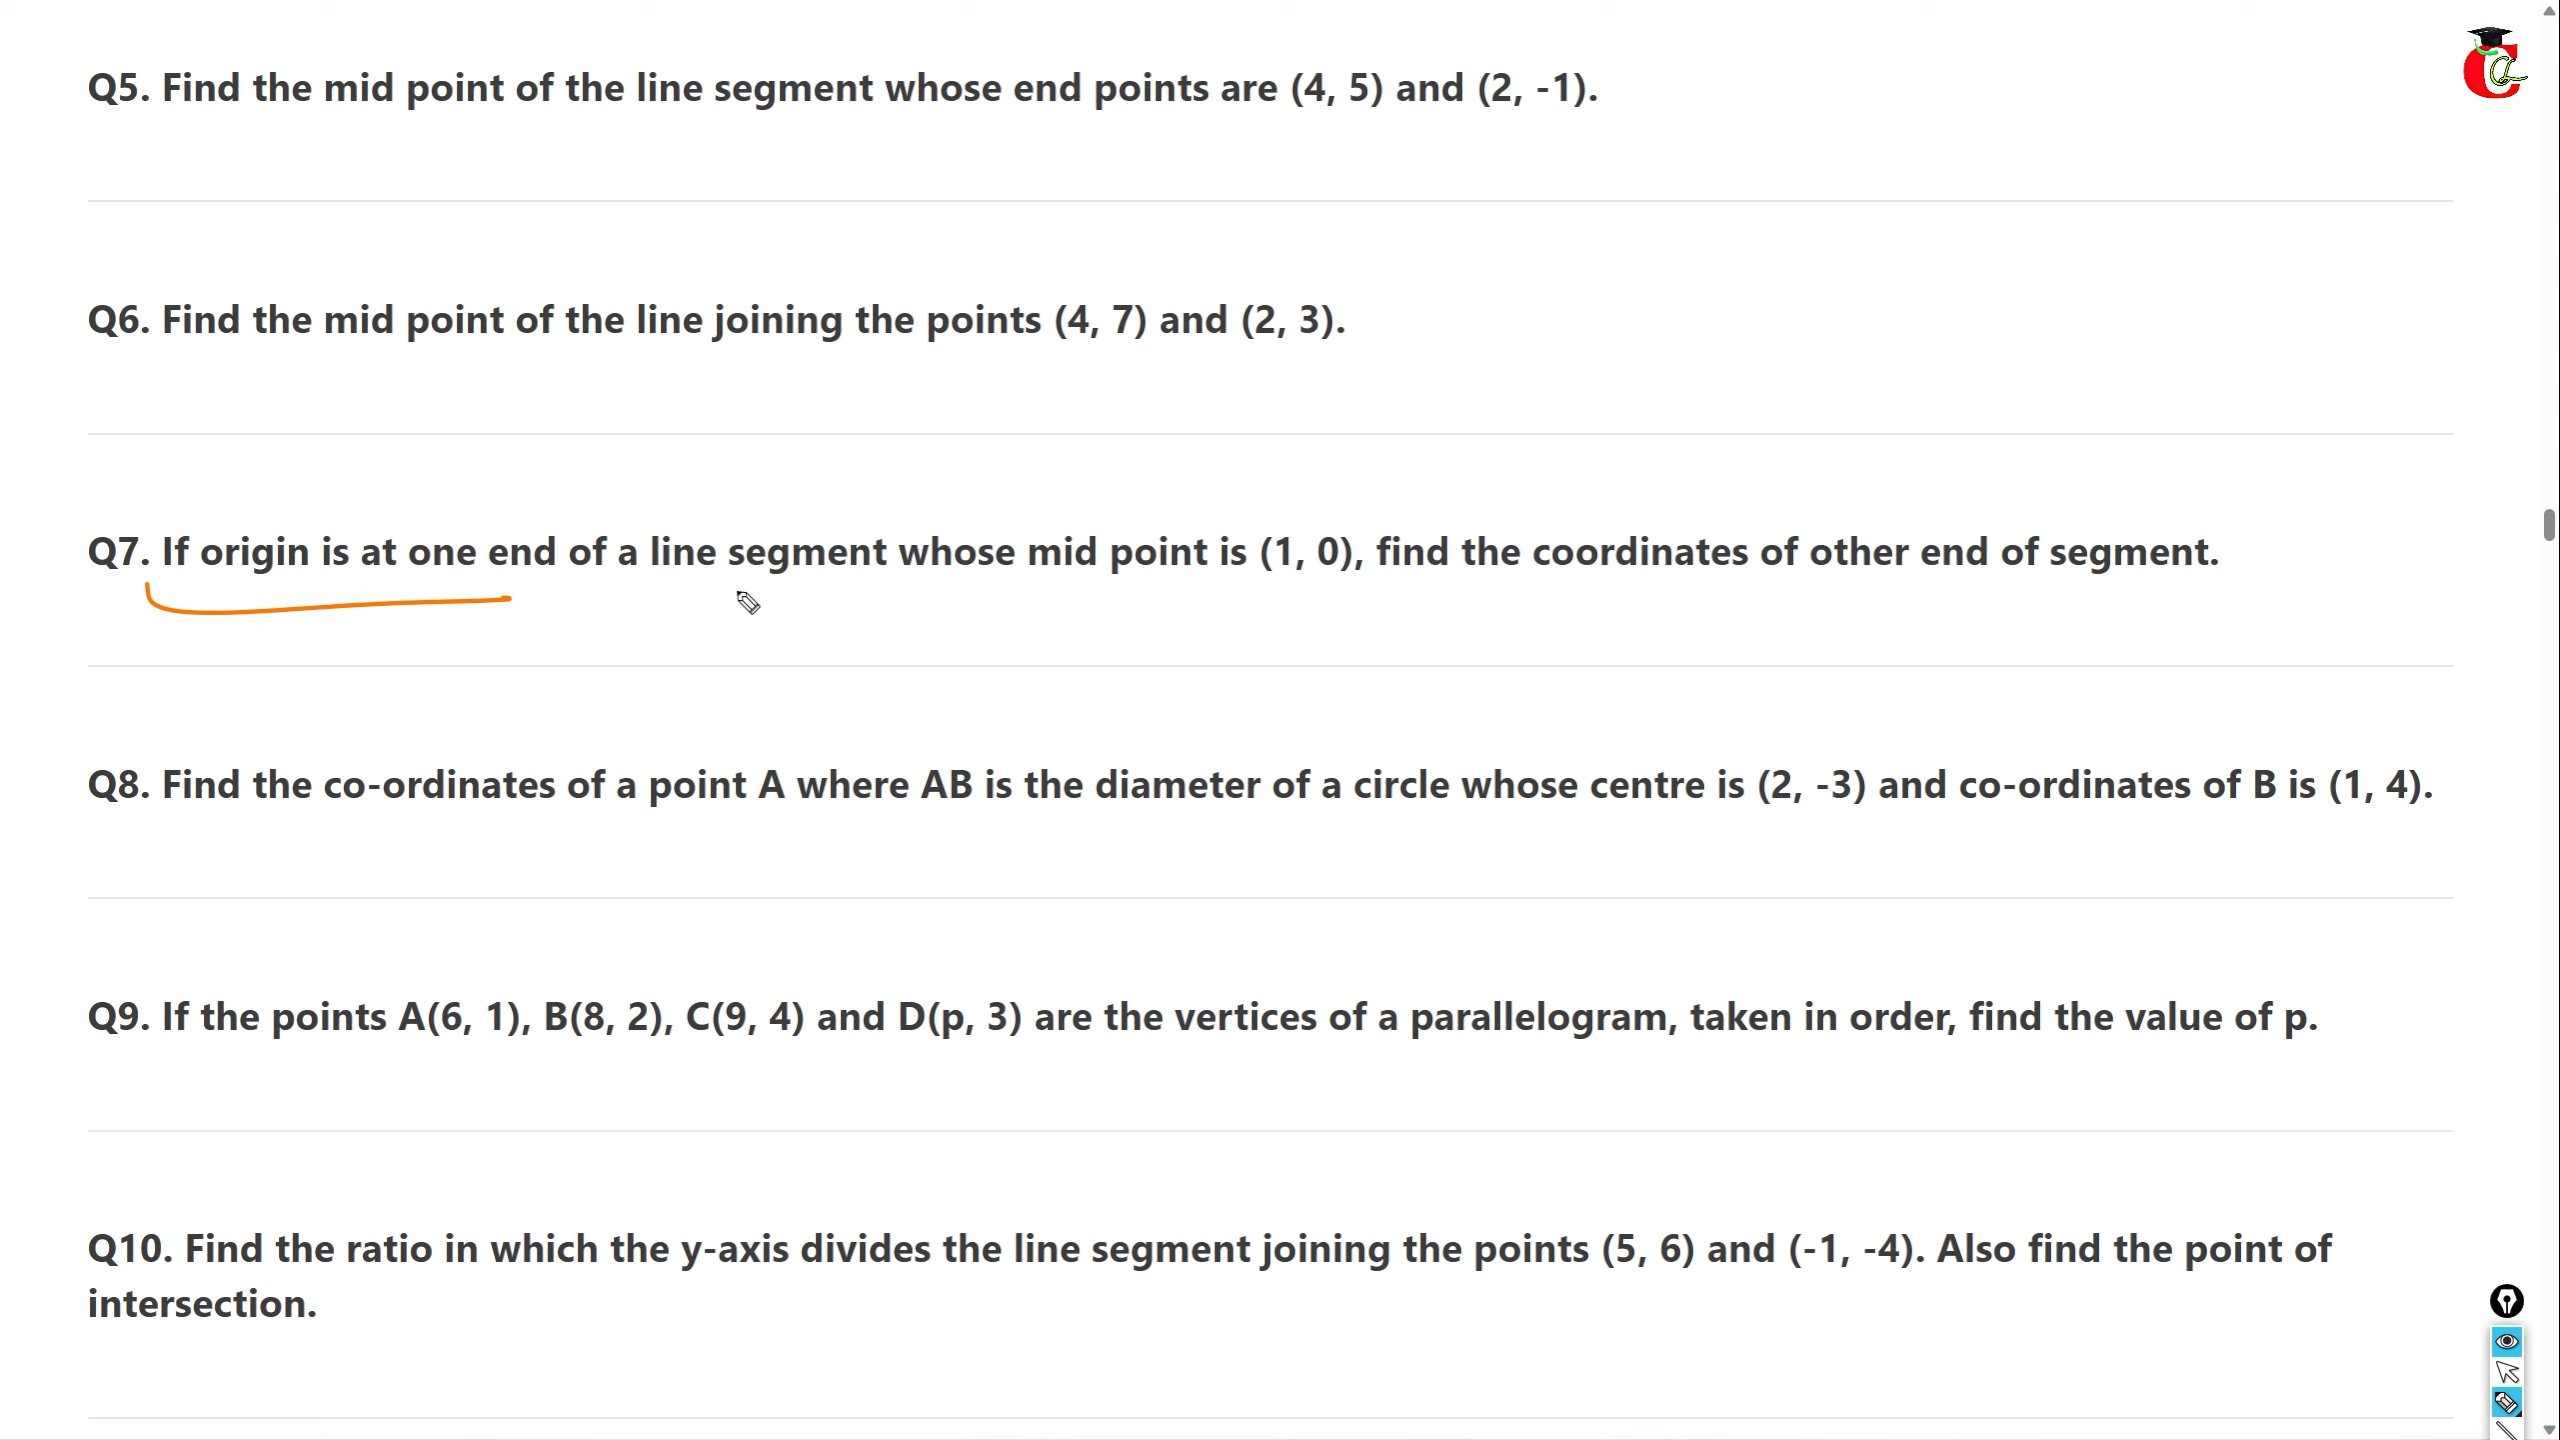 Q5. Find the mid point of the line segment whose end points are (4, 5) and (2, -1).
Q6. Find the mid point of the line joining the points (4, 7) and (2, 3).
Q7. If origin is at one end of a line segment whose mid point is (1, 0), find the coordinates of other end of segment.
Q8. Find the co-ordinates of a point A where AB is the diameter of a circle whose centre is (2, -3) and co-ordinates of B is (1, 4).
Q9. If the points A(6, 1), B(8, 2), C(9, 4) and D(p, 3) are the vertices of a parallelogram, taken in order, find the value of p.
Q10. Find the ratio in which the y-axis divides the line segment joining the points (5, 6) and (-1, -4). Also find the point of
intersection.